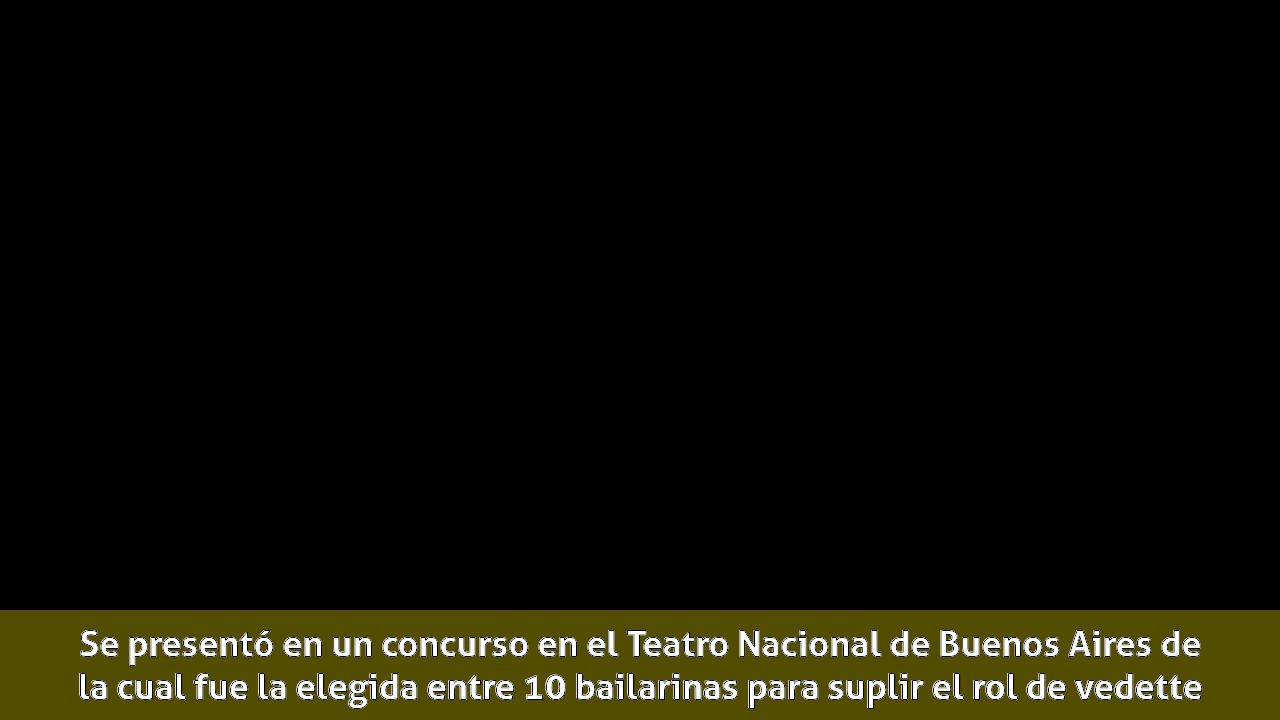 Se presentó en un concurso en el Teatro Nacional de Buenos Aires de
la cual fue la elegida entre 10 bailarinas para suplir el rol de vedette